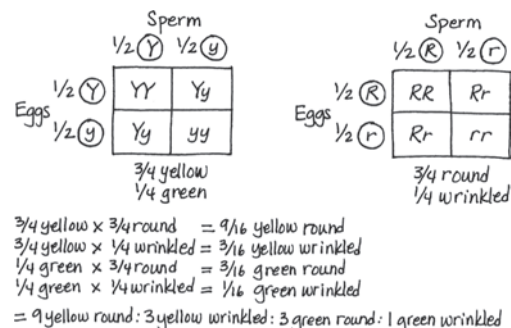 Sperm
1/2 Y 1/2 y
1/2 Y YY Yy
Eggs
1/2 y Yy yy
3/4 yellow
1/4 green
Sperm
1/2 R 1/2 r
1/2 R RR Rr
Eggs
1/2 r Rr rr
3/4 round
1/4 wrinkled
3/4 yellow x 3/4 round = 9/16 yellow round
3/4 yellow x 1/4 wrinkled = 3/16 yellow wrinkled
1/4 green x 3/4 round = 3/16 green round
1/4 green x 1/4 wrinkled = 1/16 green wrinkled
= 9 yellow round : 3 yellow wrinkled : 3 green round : 1 green wrinkled